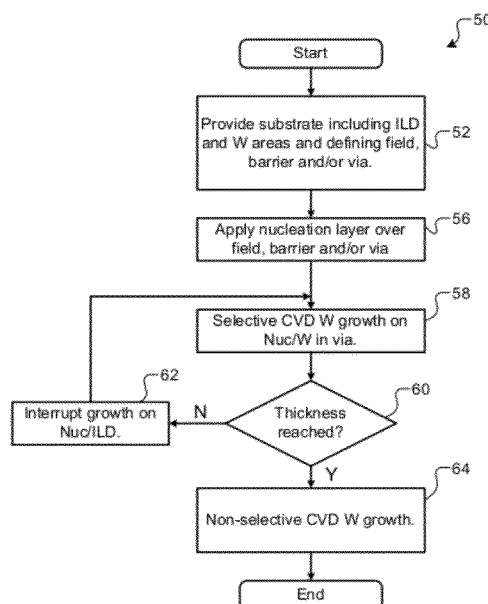 50
Start
Provide substrate including ILD
and W areas and defining field,
barrier and/or via.
52
Apply nucleation layer over
field, barrier and/or via
56
Selective CVD W growth on
Nuc/W in via.
58
Thickness
reached?
60
N
Interrupt growth on
Nuc/ILD.
62
Y
Non-selective CVD W growth.
64
End